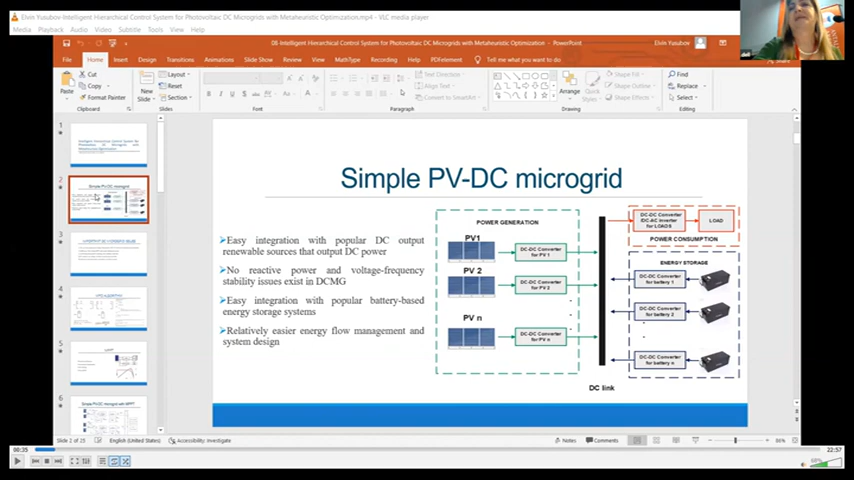 Elvin Yusubov-Intelligent Hierarchical Control System for Photovoltaic DC Microgrids with Metaheuristic Optimization.mp4 - VLC media player
Media Playback Audio Video Subtitle Tools View Help
08-Intelligent Hierarchical Control System for Photovoltaic DC Microgrids with Metaheuristic Optimization - PowerPoint
Elvin Yusubov
File Home Insert Design Transitions Animations Slide Show Review View MathType Recording Help PDFelement Tell me what you want to do
Paste
Cut
Copy
Format Painter
Clipboard
New Slide
Layout
Reset
Section
Slides
Font
Text Direction
Align Text
Convert to SmartArt
Paragraph
Arrange
Quick Styles
Shape Fill
Shape Outline
Shape Effects
Drawing
Find
Replace
Select
Editing
1
2
Simple PV-DC microgrid
3
4
5
6
Simple PV-DC microgrid
Easy integration with popular DC output
renewable sources that output DC power
No reactive power and voltage-frequency
stability issues exist in DCMG
Easy integration with popular battery-based
energy storage systems
Relatively easier energy flow management and
system design
POWER GENERATION
PV1
DC-DC Converter
for PV 1
PV 2
DC-DC Converter
for PV 2
PV n
DC-DC Converter
for PV n
DC link
DC-DC Converter
/DC-AC Inverter
for LOADS
LOAD
POWER CONSUMPTION
ENERGY STORAGE
DC-DC Converter
for battery 1
DC-DC Converter
for battery 2
DC-DC Converter
for battery n
Slide 2 of 25 English (United States) Accessibility: Investigate
Notes Comments
86%
00:35
22:57